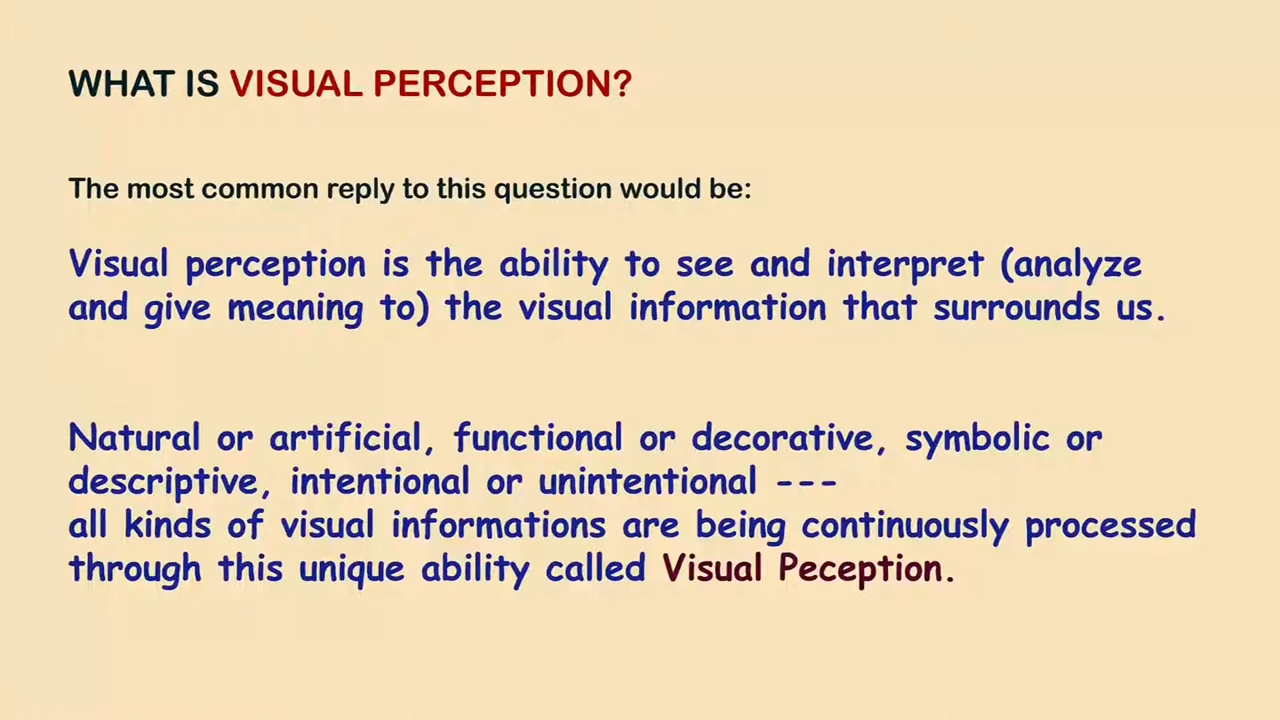 WHAT IS VISUAL PERCEPTION?
The most common reply to this question would be:
Visual perception is the ability to see and interpret (analyze
and give meaning to) the visual information that surrounds us.
Natural or artificial, functional or decorative, symbolic or
descriptive, intentional or unintentional ---
all kinds of visual informations are being continuously processed
through this unique ability called Visual Peception.